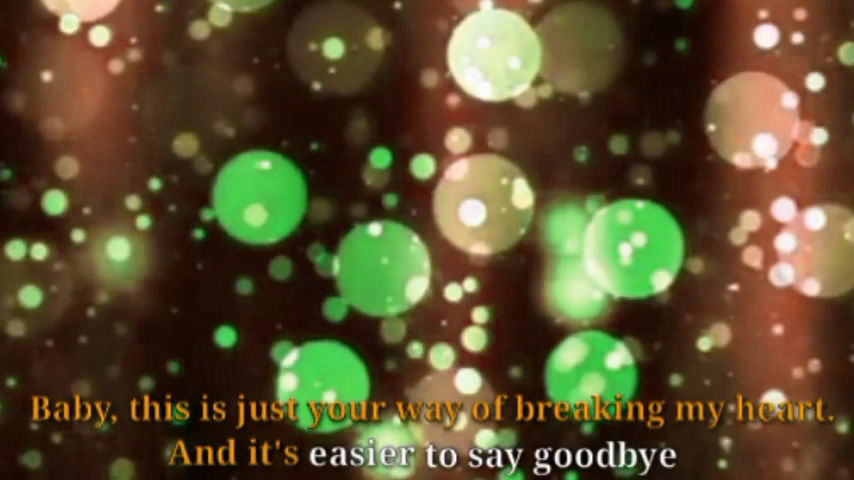 Baby, this is just your way of breaking my heart.
And it's easier to say goodbye